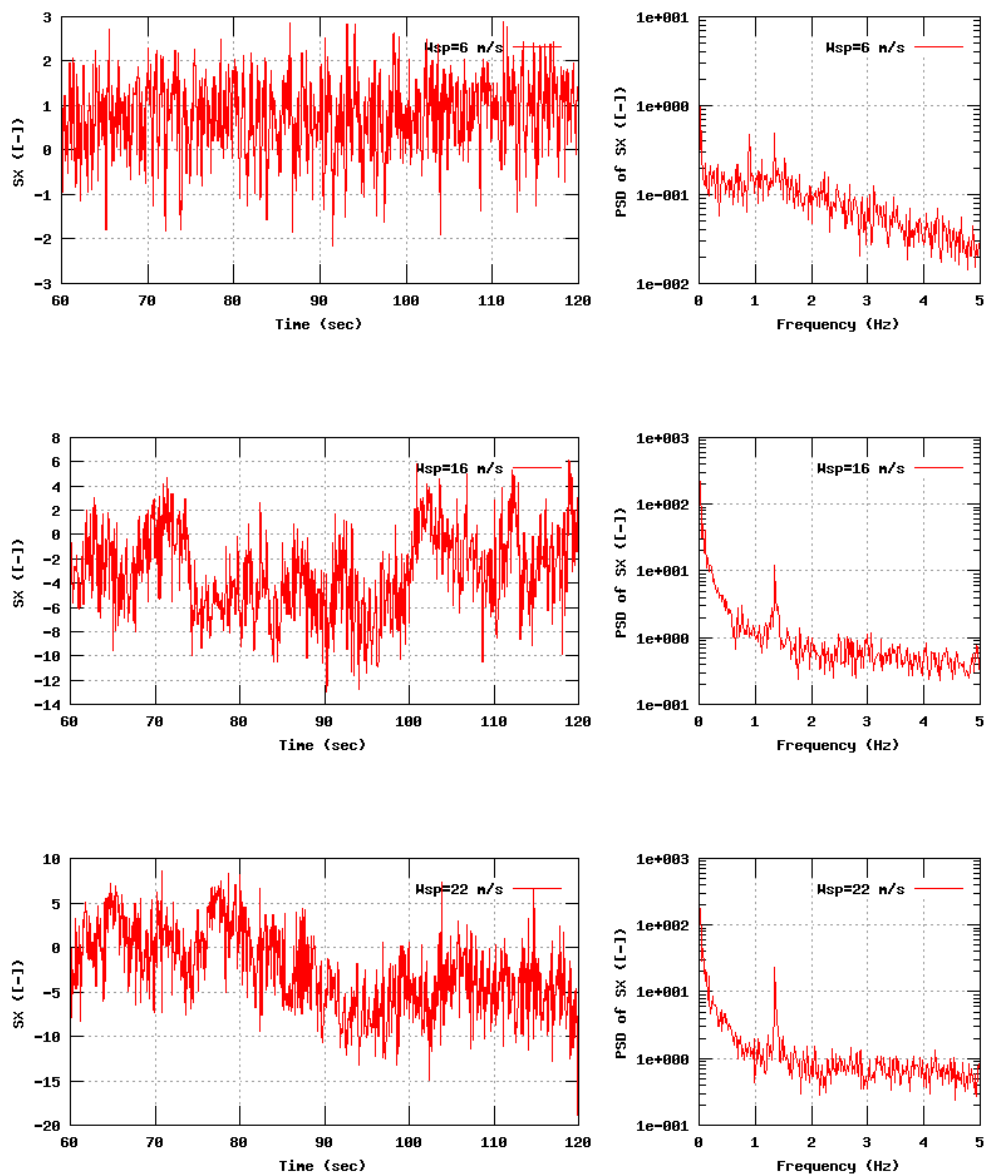 3
2
1
0
-1
-2
-3
60
70
80
90
100
110
120
SX ([-])
Time (sec)
Wsp=6 m/s
1e+001
1e+000
1e-001
1e-002
0
1
2
3
4
5
PSD of SX ([-])
Frequency (Hz)
Wsp=6 m/s
8
6
4
2
0
-2
-4
-6
-8
-10
-12
-14
60
70
80
90
100
110
120
SX ([-])
Time (sec)
Wsp=16 m/s
1e+003
1e+002
1e+001
1e+000
1e-001
0
1
2
3
4
5
PSD of SX ([-])
Frequency (Hz)
Wsp=16 m/s
10
5
0
-5
-10
-15
-20
60
70
80
90
100
110
120
SX ([-])
Time (sec)
Wsp=22 m/s
1e+003
1e+002
1e+001
1e+000
1e-001
0
1
2
3
4
5
PSD of SX ([-])
Frequency (Hz)
Wsp=22 m/s